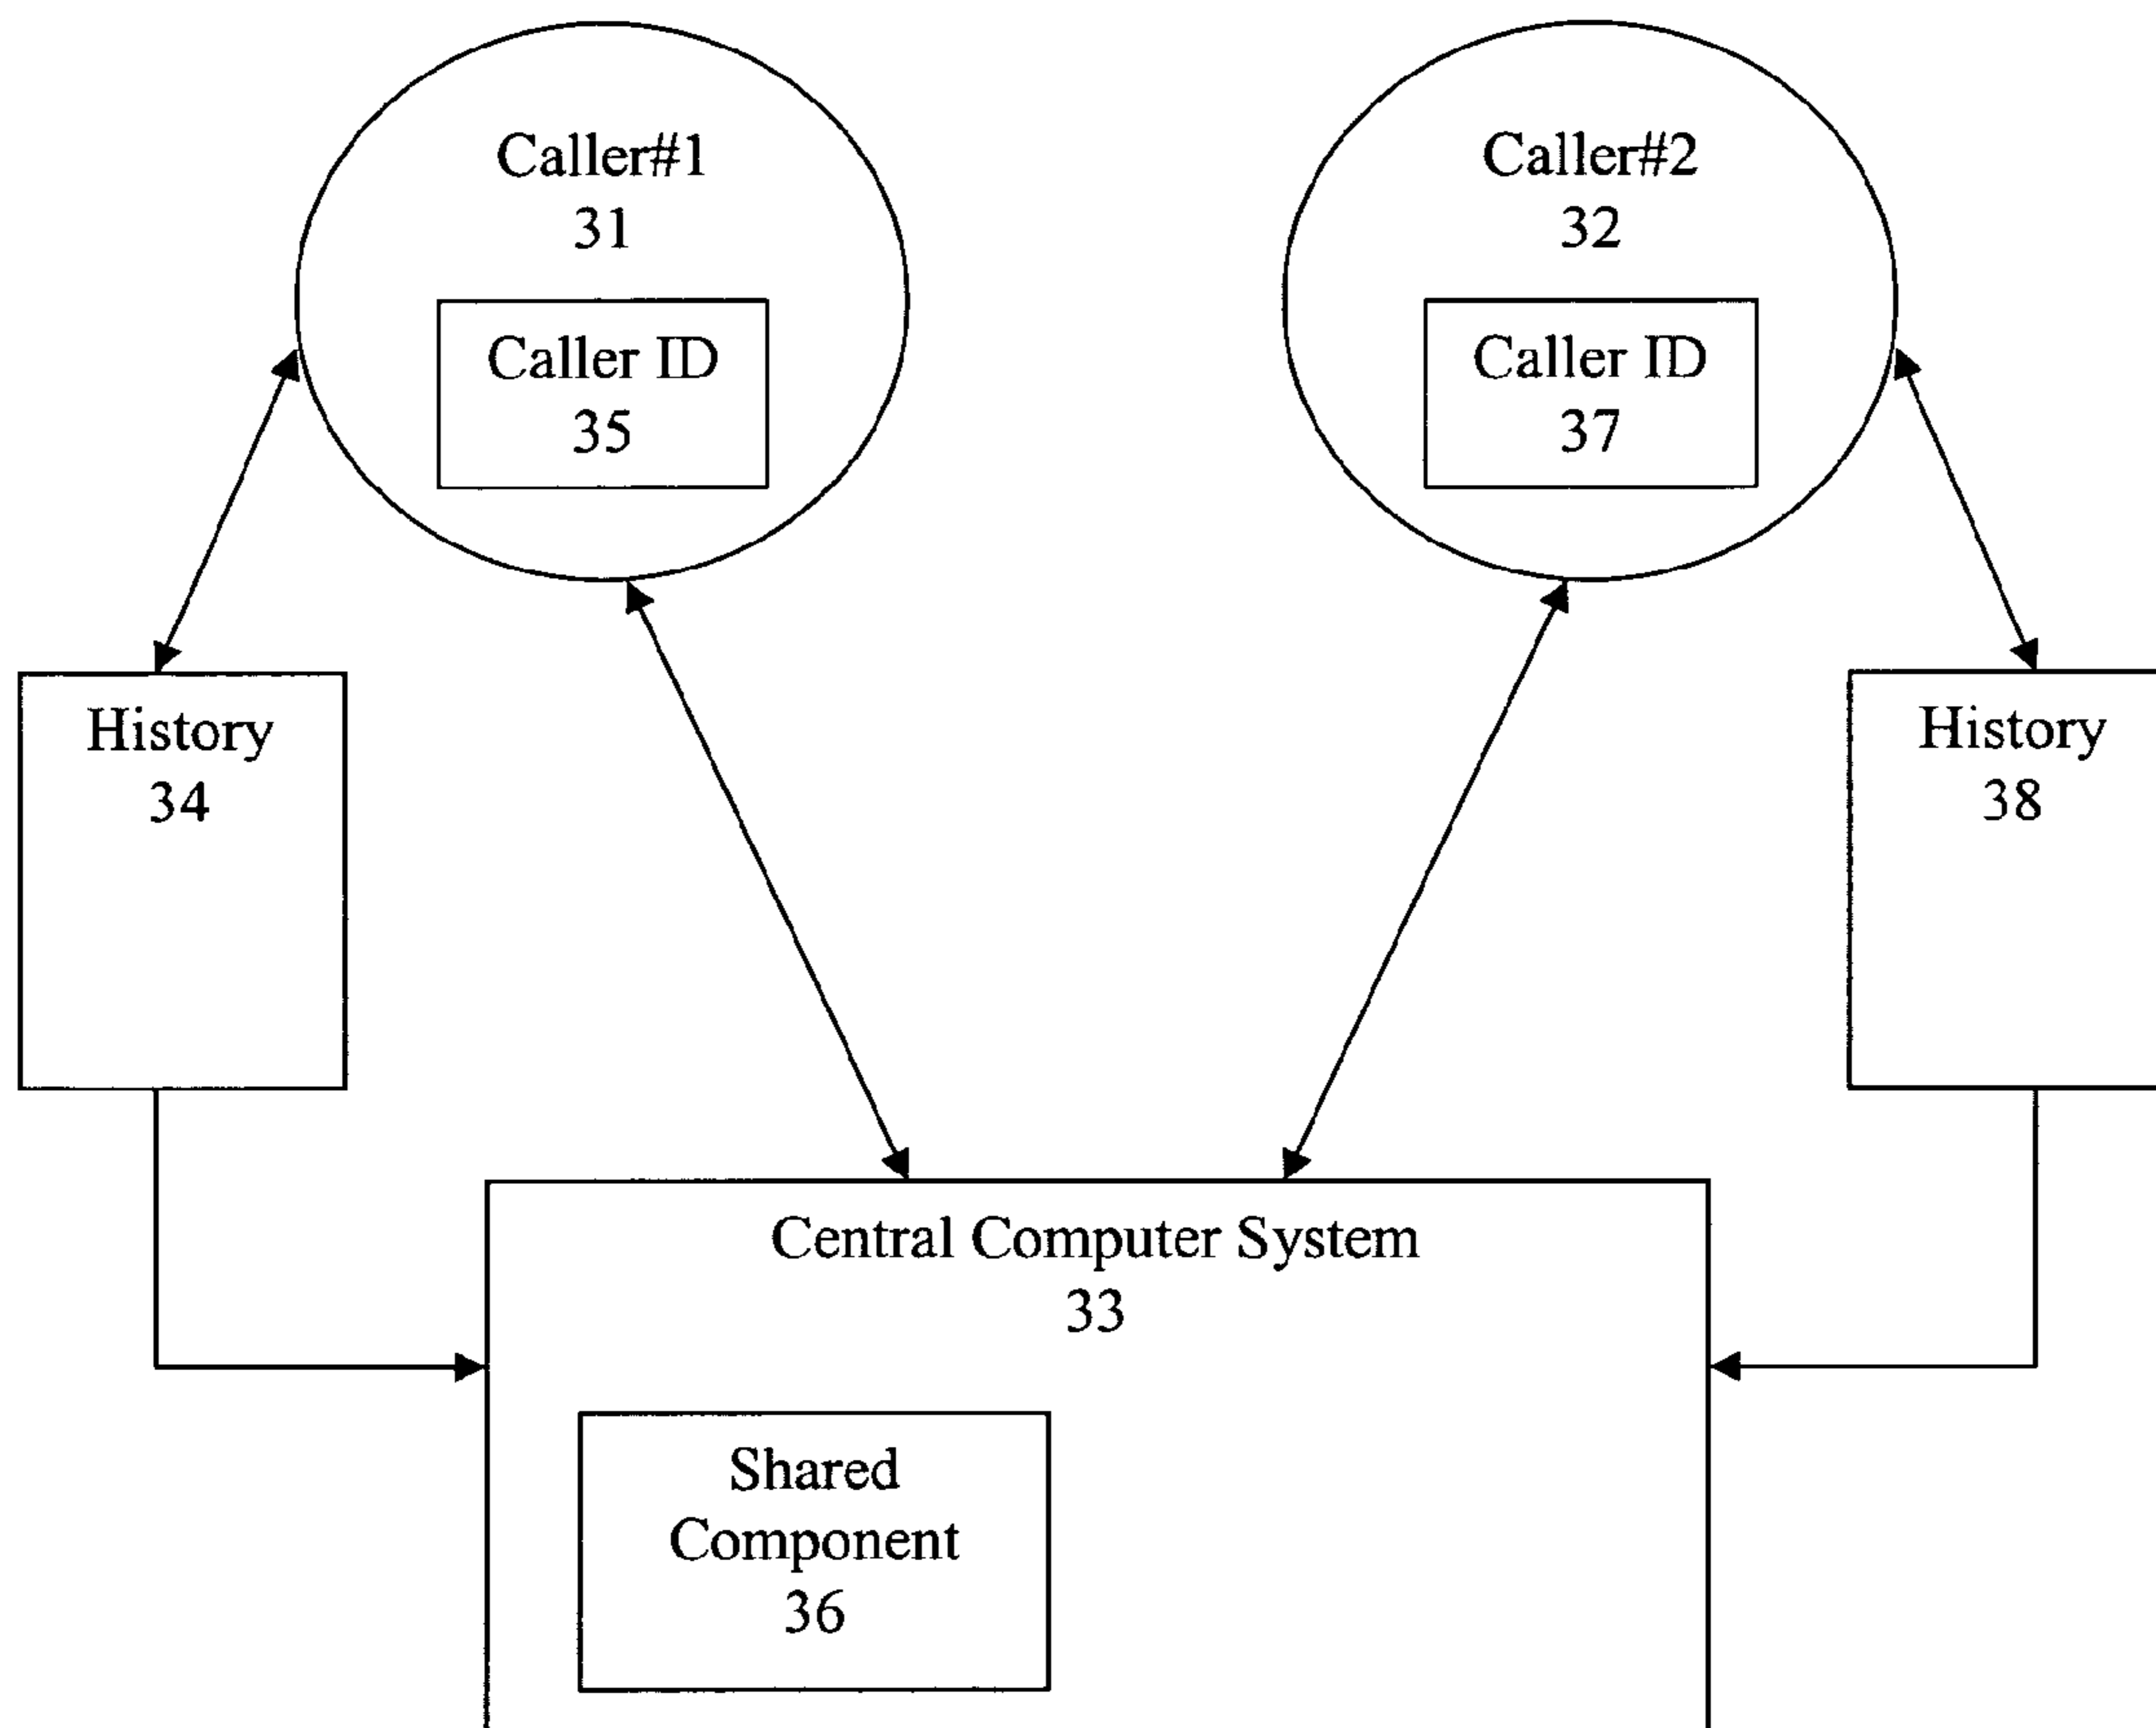 Caller#1
31
Caller ID
35
Caller#2
32
Caller ID
37
History
34
History
38
Central Computer System
33
Shared
Component
36